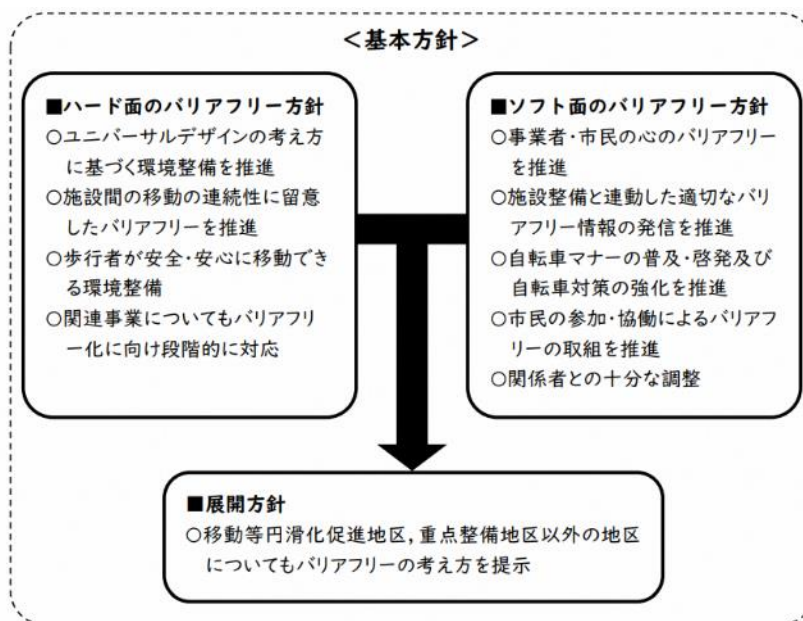 ＜基本方針＞
■ハード面のバリアフリー方針
○ユニバーサルデザインの考え方
に基づく環境整備を推進
○施設間の移動の連続性に留意
したバリアフリーを推進
○歩行者が安全・安心に移動でき
る環境整備
○関連事業についてもバリアフリ
ー化に向け段階的に対応
■ソフト面のバリアフリー方針
○事業者・市民の心のバリアフリー
を推進
○施設整備と連動した適切なバリ
アフリー情報の発信を推進
○自転車マナーの普及・啓発及び
自転車対策の強化を推進
○市民の参加・協働によるバリアフ
リーの取組を推進
○関係者との十分な調整
■展開方針
○移動等円滑化促進地区，重点整備地区以外の地区
についてもバリアフリーの考え方を提示